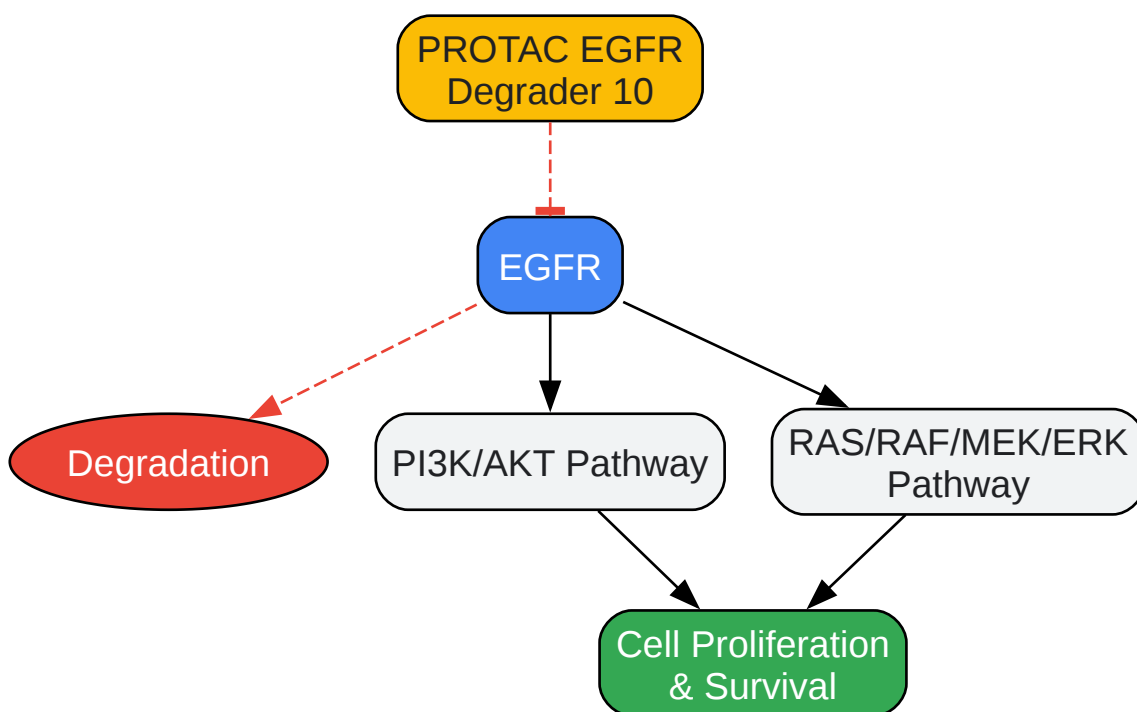 PROTAC EGFR
Degrader 10
EGFR
Degradation
PI3K/AKT Pathway
RAS/RAF/MEK/ERK
Pathway
Cell Proliferation
& Survival